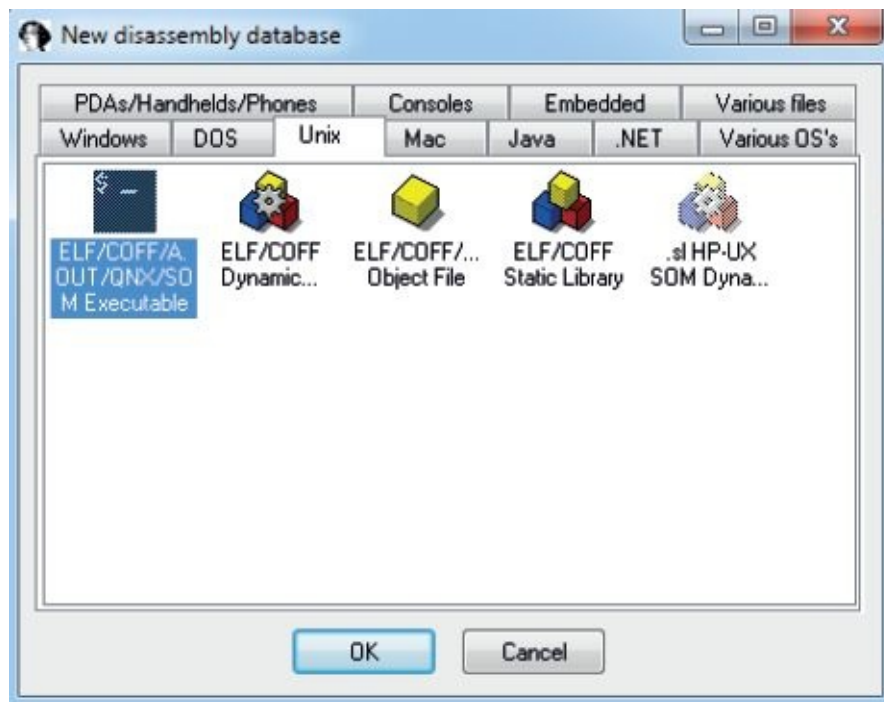 New disassembly database
PDAs/Handhelds/Phones Consoles Embedded Various files
Windows DOS Unix Mac Java .NET Various OS's
$ _
ELF/COFF/A. ELF/COFF ELF/COFF/... ELF/COFF .sl HP-UX
OUT/QNX/SO Dynamic... Object File Static Library SOM Dyna...
M Executable
OK Cancel